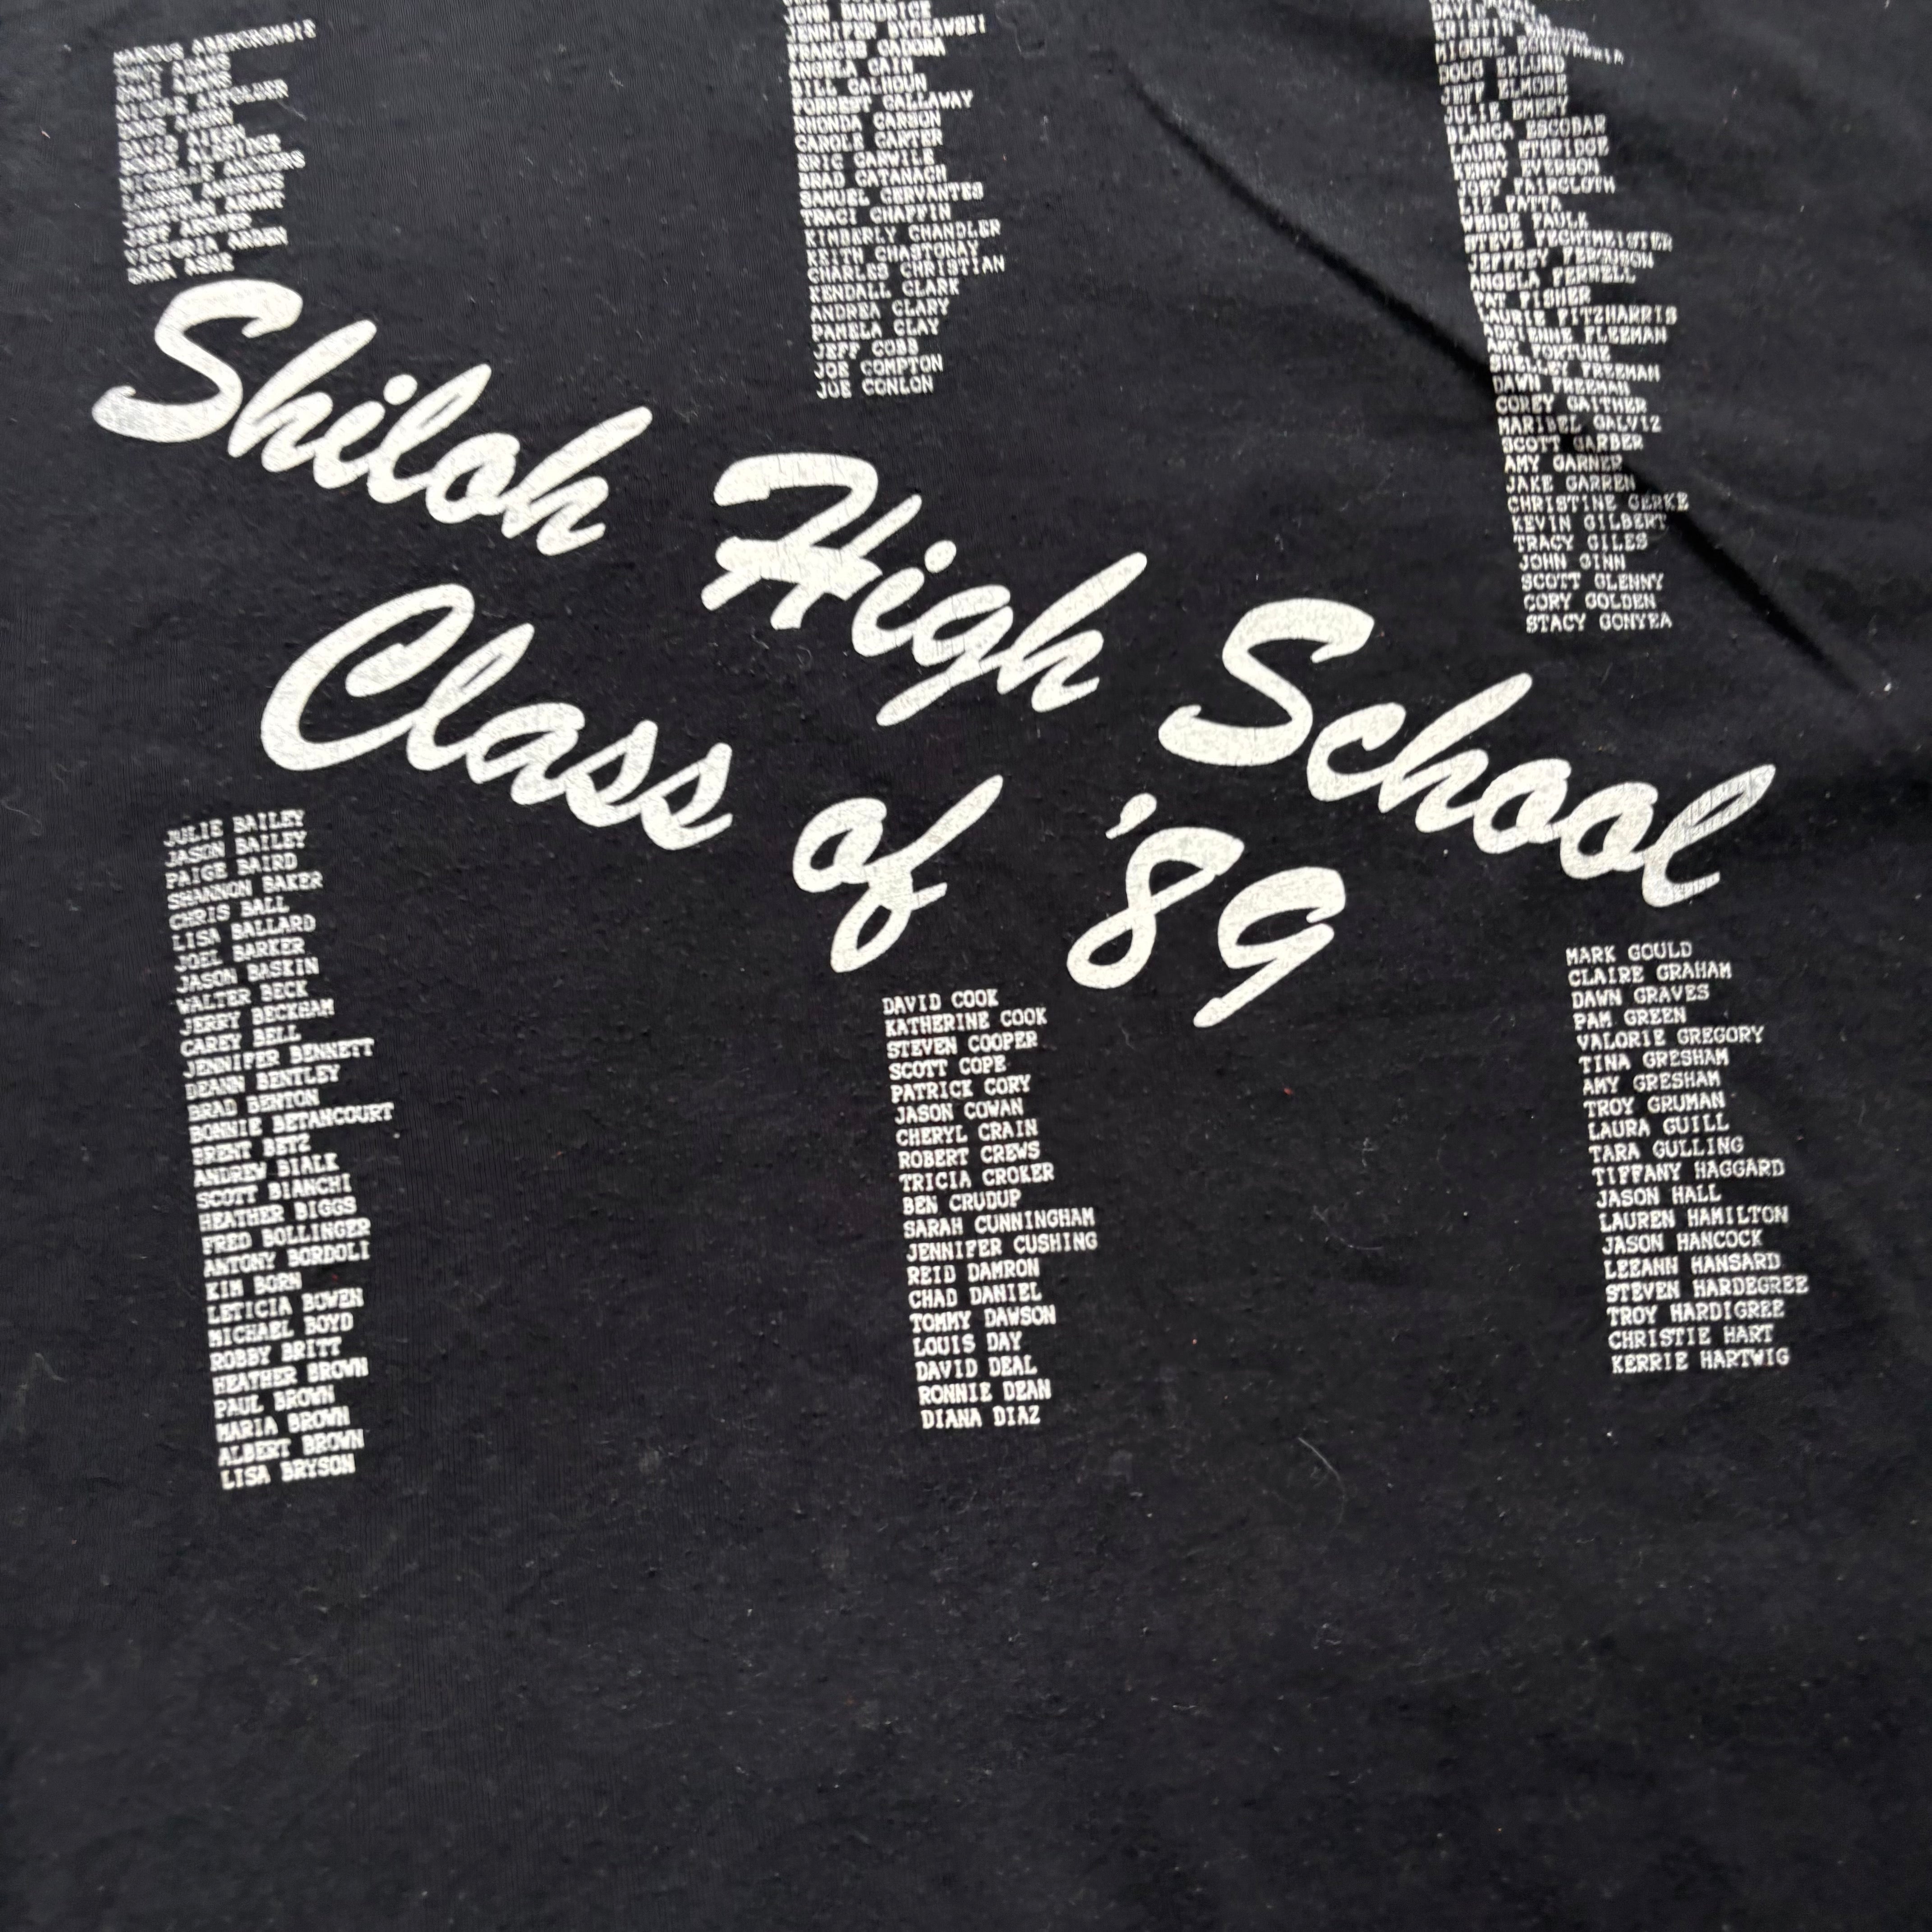 MARCUS ABERCROMBIE
VICTORIA ARDEN
JOHN BUNDRICK
JENNIFER
FRANCES CADORA
ANGELA CAIN
BILL CALHOUN
FORREST CALLAWAY
RHONDA CARSON
CAROLE CARTER
ERIC CARWILE
BRAD CATANACH
SAMUEL CERVANTES
TRACI CHAFFIN
KIMBERLY CHANDLER
KEITH CHASTONAY
CHARLES CHRISTIAN
KENDALL CLARK
ANDREA CLARY
PAMELA CLAY
JEFF COBB
JOE COMPTON
JOE CONLON
MIGUEL
DOUG EKLUND
JEFF ELMORE
JULIE EMERY
BLANCA ESCOBAR
LAURA ETHRIDGE
KENNY EVERSON
JOEY FAIRCLOTH
LIZ FATTA
FAULK
STEVE FECHTMEISTER
JEFFREY FERGUSON
ANGELA FERRELL
PAT FISHER
LAURIE FITZHARRIS
ADRIENNE FLEEMAN
AMY FORTUNE
SHELLEY FREEMAN
DAWN FREEMAN
COREY GAITHER
MARIBEL GALVIZ
SCOTT GARBER
AMY GARNER
JAKE GARREN
CHRISTINE GERKE
KEVIN GILBERT
TRACY GILES
JOHN GINN
SCOTT GLENNY
CORY GOLDEN
STACY GONYEA
Shiloh High School
Class of '89
JULIE BAILEY
JASON BAILEY
PAIGE BAIRD
SHANNON BAKER
CHRIS BALL
LISA BALLARD
JOEL BARKER
JASON BASKIN
WALTER BECK
JERRY BECKHAM
CAREY BELL
JENNIFER BENNETT
DEANN BENTLEY
BRAD BENTON
BONNIE BETANCOURT
BRENT BETZ
ANDREW BIALK
SCOTT BIANCHI
HEATHER BIGGS
FRED BOLLINGER
ANTONY BORDOLI
KIM BORN
LETICIA BOWEN
MICHAEL BOYD
ROBBY BRITT
HEATHER BROWN
PAUL BROWN
MARIA BROWN
ALBERT BROWN
LISA BRYSON
DAVID COOK
KATHERINE COOK
STEVEN COOPER
SCOTT COPE
PATRICK CORY
JASON COWAN
CHERYL CRAIN
ROBERT CREWS
TRICIA CROKER
BEN CRUDUP
SARAH CUNNINGHAM
JENNIFER CUSHING
REID DAMRON
CHAD DANIEL
TOMMY DAWSON
LOUIS DAY
DAVID DEAL
RONNIE DEAN
DIANA DIAZ
MARK GOULD
CLAIRE GRAHAM
DAWN GRAVES
PAM GREEN
VALORIE GREGORY
TINA GRESHAM
AMY GRESHAM
TROY GRUMAN
LAURA GUILL
TARA GULLING
TIFFANY HAGGARD
JASON HALL
LAUREN HAMILTON
JASON HANCOCK
LEEANN HANSARD
STEVEN HARDEGREE
TROY HARDIGREE
CHRISTIE HART
KERRIE HARTWIG